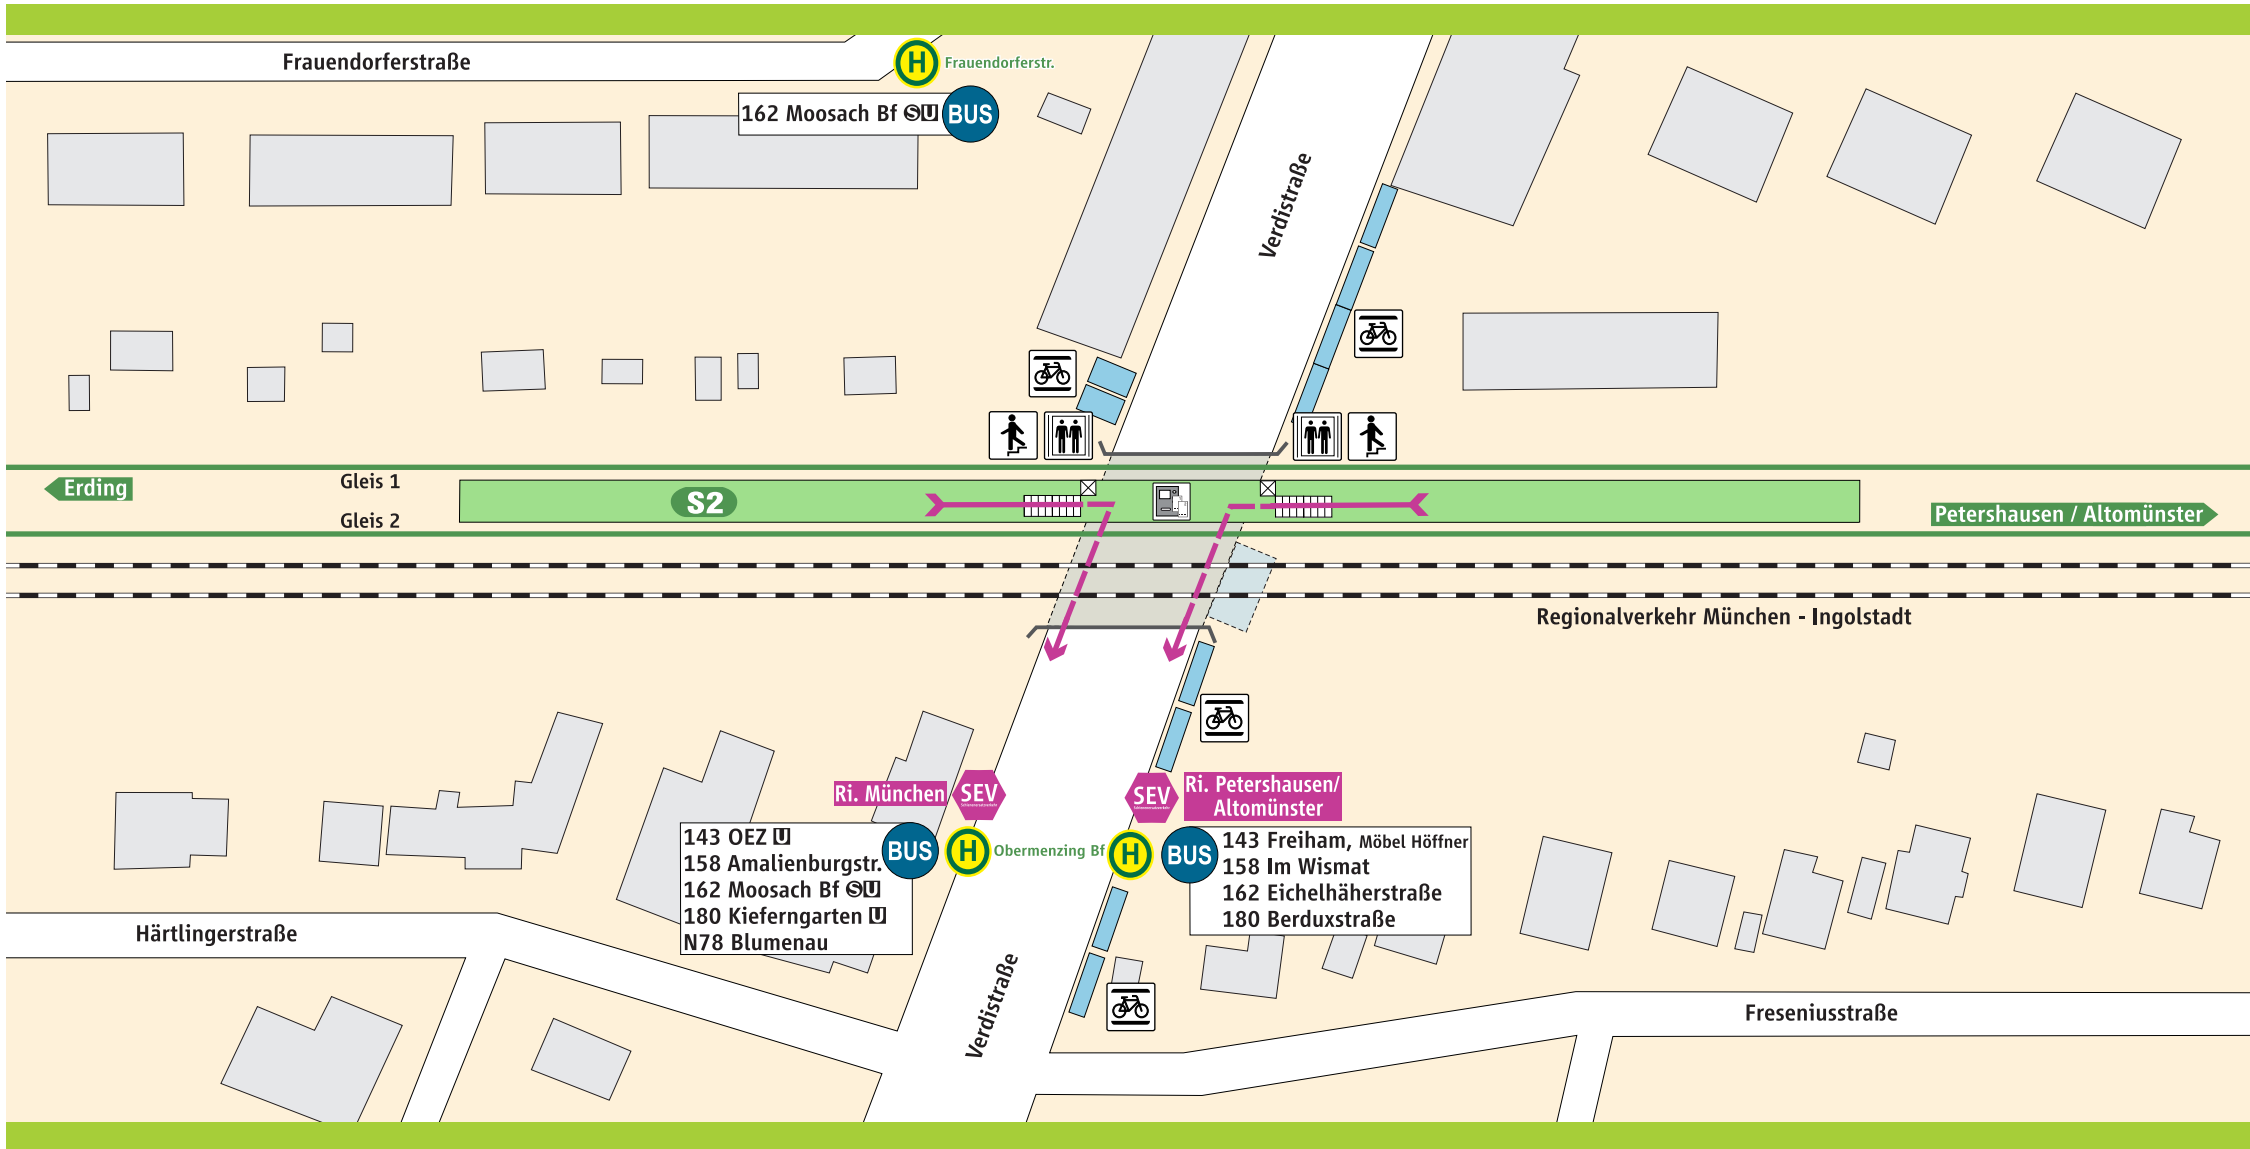 Frauendorferstraße
H
Frauendorferstr.
162 Moosach Bf S U
BUS
Verdistraße
Erding
Gleis 1
Gleis 2
S2
Petershausen / Altomünster
Regionalverkehr München - Ingolstadt
Ri. München
SEV
SEV
Ri. Petershausen/
Altomünster
143 OEZ U
158 Amalienburgstr.
162 Moosach Bf S U
180 Kieferngarten U
N78 Blumenau
BUS
H
Obermenzing Bf
H
BUS
143 Freiham, Möbel Höffner
158 Im Wismat
162 Eichelhäherstraße
180 Berduxstraße
Härtlingerstraße
Verdistraße
Freseniusstraße